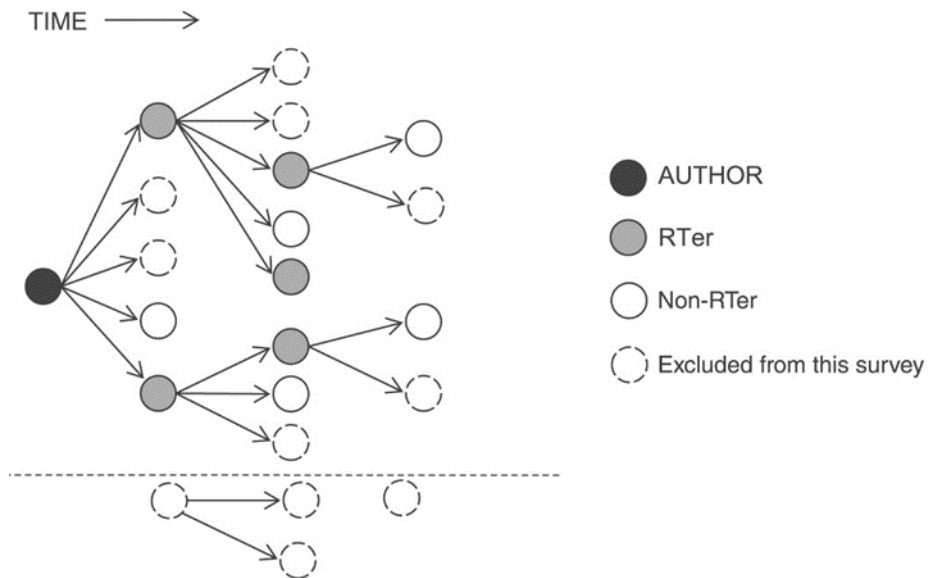 TIME
AUTHOR
RTer
Non-RTer
Excluded from this survey